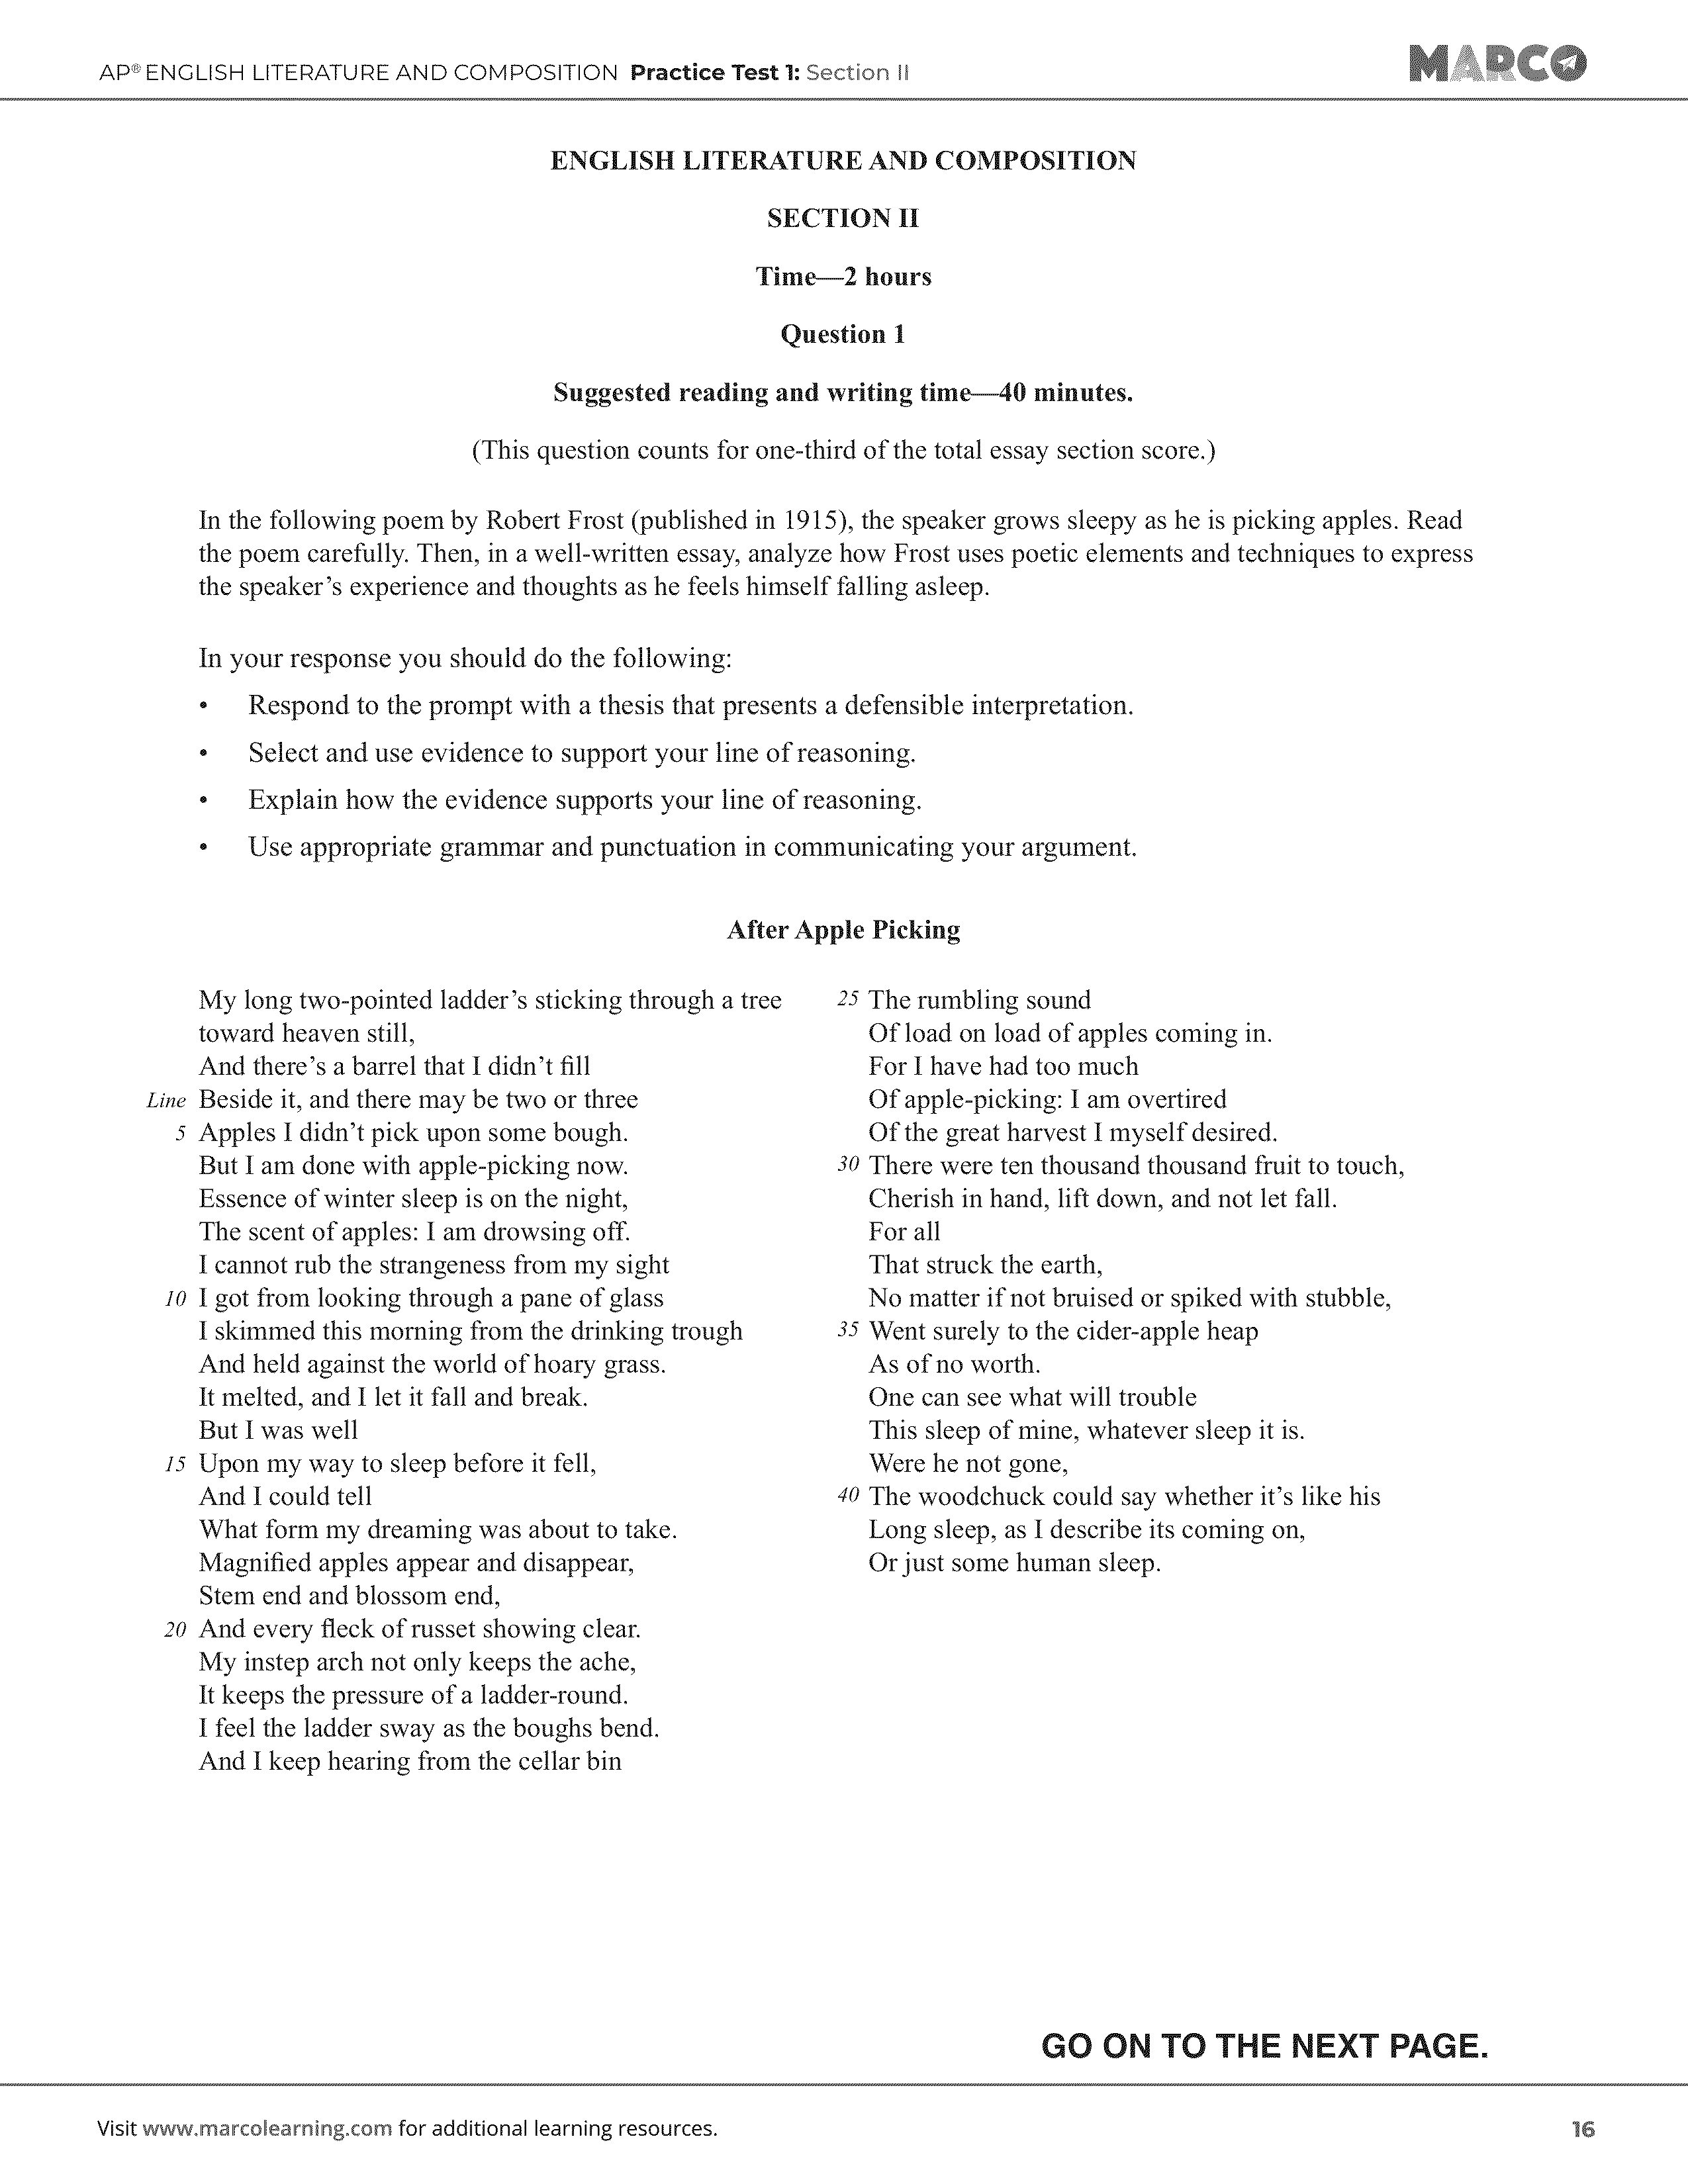 AP® ENGLISH LITERATURE AND COMPOSITION Practice Test 1: Section II
MARCO
ENGLISH LITERATURE AND COMPOSITION
SECTION II
Time—2 hours
Question 1
Suggested reading and writing time—40 minutes.
(This question counts for one-third of the total essay section score.)
In the following poem by Robert Frost (published in 1915), the speaker grows sleepy as he is picking apples. Read
the poem carefully. Then, in a well-written essay, analyze how Frost uses poetic elements and techniques to express
the speaker's experience and thoughts as he feels himself falling asleep.
In your response you should do the following:
• Respond to the prompt with a thesis that presents a defensible interpretation.
• Select and use evidence to support your line of reasoning.
• Explain how the evidence supports your line of reasoning.
• Use appropriate grammar and punctuation in communicating your argument.
After Apple Picking
My long two-pointed ladder's sticking through a tree
toward heaven still,
And there's a barrel that I didn't fill
Line Beside it, and there may be two or three
5 Apples I didn't pick upon some bough.
But I am done with apple-picking now.
Essence of winter sleep is on the night,
The scent of apples: I am drowsing off.
I cannot rub the strangeness from my sight
10 I got from looking through a pane of glass
I skimmed this morning from the drinking trough
And held against the world of hoary grass.
It melted, and I let it fall and break.
But I was well
15 Upon my way to sleep before it fell,
And I could tell
What form my dreaming was about to take.
Magnified apples appear and disappear,
Stem end and blossom end,
20 And every fleck of russet showing clear.
My instep arch not only keeps the ache,
It keeps the pressure of a ladder-round.
I feel the ladder sway as the boughs bend.
And I keep hearing from the cellar bin
25 The rumbling sound
Of load on load of apples coming in.
For I have had too much
Of apple-picking: I am overtired
Of the great harvest I myself desired.
30 There were ten thousand thousand fruit to touch,
Cherish in hand, lift down, and not let fall.
For all
That struck the earth,
No matter if not bruised or spiked with stubble,
35 Went surely to the cider-apple heap
As of no worth.
One can see what will trouble
This sleep of mine, whatever sleep it is.
Were he not gone,
40 The woodchuck could say whether it's like his
Long sleep, as I describe its coming on,
Or just some human sleep.
GO ON TO THE NEXT PAGE.
Visit www.marcolearning.com for additional learning resources.
16